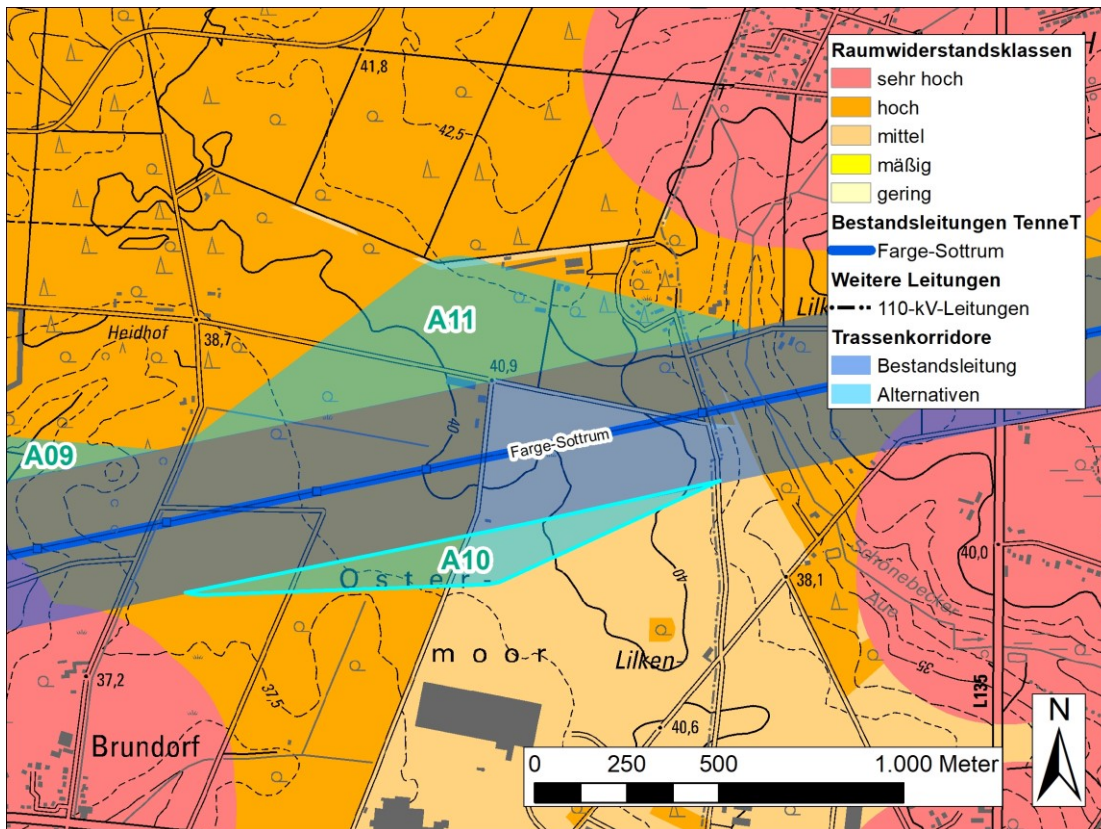 Raumwiderstandsklassen
sehr hoch
hoch
mittel
mäßig
gering
Bestandsleitungen TenneT
Farge-Sottrum
Weitere Leitungen
110-kV-Leitungen
Trassenkorridore
Bestandsleitung
Alternativen
41,8
42,5
A11
Heidhof
38,7
40,9
40
A09
Farge-Sottrum
A10
Oster-
40
38,1
Schönebecker
Aue
40,0
moor
Lilken-
35
37,2
37,5
L135
40,6
Brundorf
N
0 250 500 1.000 Meter